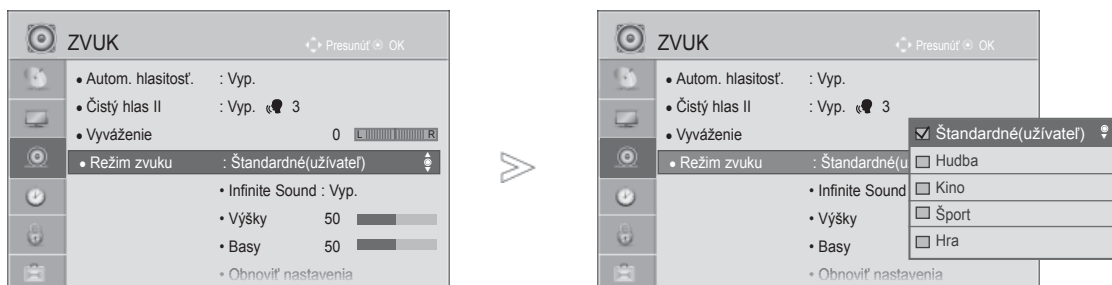 ZVUK
Presunúť OK
• Autom. hlasitosť. : Vyp.
• Čistý hlas II : Vyp. 3
• Vyváženie 0 L R
• Režim zvuku : Štandardné(užívateľ)
• Infinite Sound : Vyp.
• Výšky 50
• Basy 50
• Obnoviť nastavenia
ZVUK
Presunúť OK
• Autom. hlasitosť. : Vyp.
• Čistý hlas II : Vyp. 3
• Vyváženie
• Režim zvuku : Štandardné(u
• Infinite Sound
• Výšky
• Basy
• Obnoviť nastavenia
Štandardné(užívateľ)
Hudba
Kino
Šport
Hra